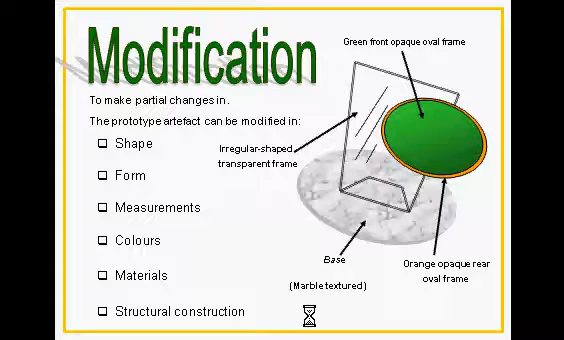 Modification
To make partial changes in.
The prototype artefact can be modified in:
Shape
Form
Measurements
Colours
Materials
Structural construction
Green front opaque oval frame
Irregular-shaped
transparent frame
Base
(Marble textured)
Orange opaque rear
oval frame